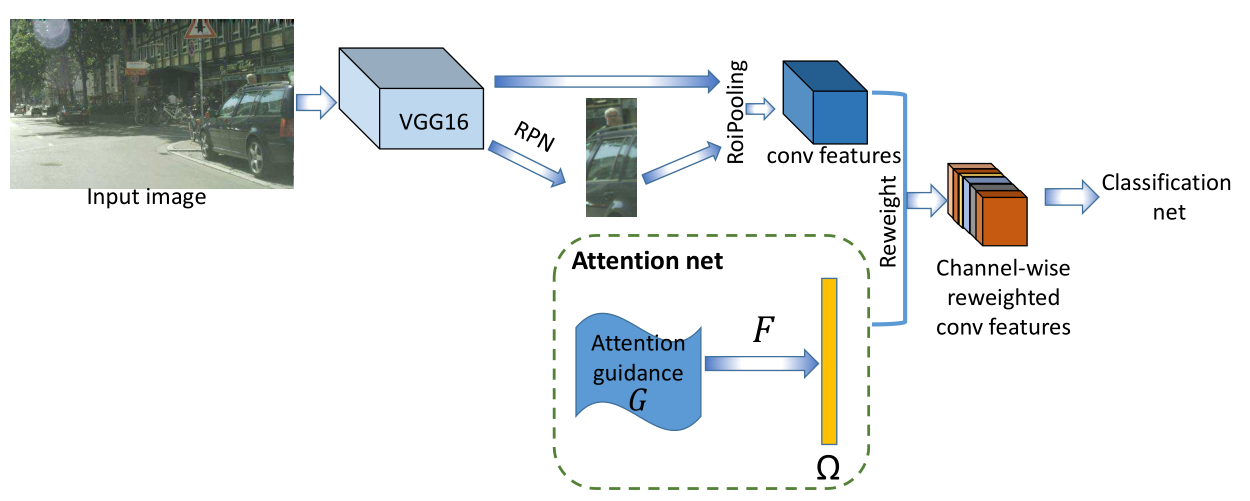 Input image
VGG16
RPN
RoiPooling
conv features
Reweight
Channel-wise
reweighted
conv features
Classification
net
Attention net
Attention
guidance
G
F
Ω